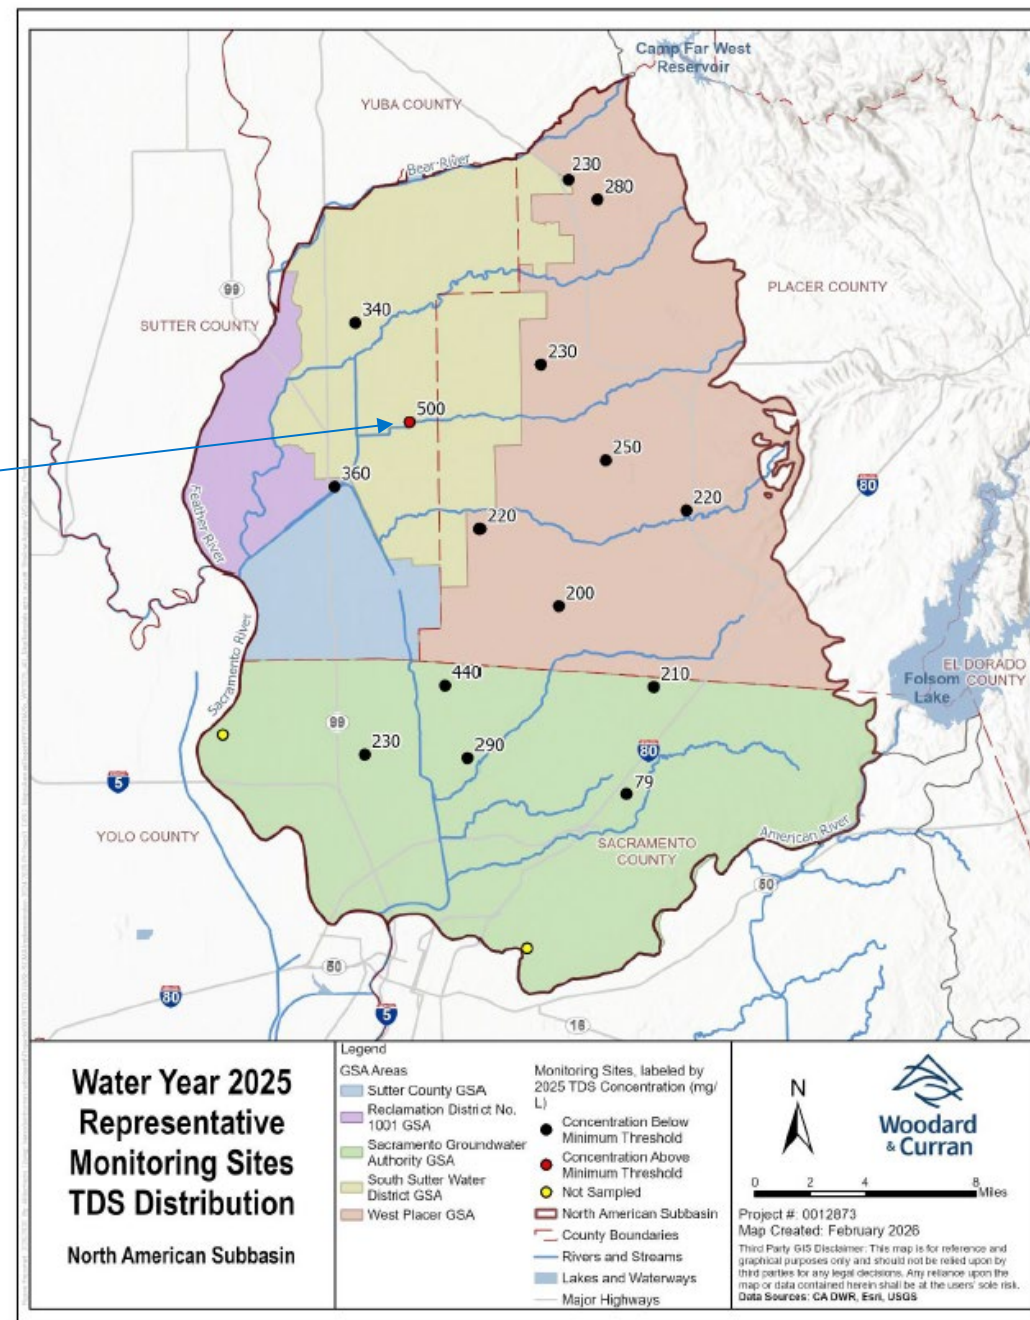 Camp Far West
Reservoir
YUBA COUNTY
Bear River
230
280
99
PLACER COUNTY
SUTTER COUNTY
340
230
500
250
360
80
Feather River
220
220
200
Sacramento River
EL DORADO
COUNTY
Folsom
Lake
440
210
99
230
290
80
5
79
YOLO COUNTY
SACRAMENTO
COUNTY
American River
50
50
80
5
16
Water Year 2025
Representative
Monitoring Sites
TDS Distribution
North American Subbasin
Legend
GSA Areas
Sutter County GSA
Reclamation District No.
1001 GSA
Sacramento Groundwater
Authority GSA
South Sutter Water
District GSA
West Placer GSA
Monitoring Sites, labeled by
2025 TDS Concentration (mg/
L)
Concentration Below
Minimum Threshold
Concentration Above
Minimum Threshold
Not Sampled
North American Subbasin
County Boundaries
Rivers and Streams
Lakes and Waterways
Major Highways
N
Woodard
& Curran
0 2 4 8
Miles
Project #: 0012873
Map Created: February 2026
Third Party GIS Disclaimer: This map is for reference and
graphical purposes only and should not be relied upon by
third parties for any legal decisions. Any reliance upon the
map or data contained herein shall be at the users' sole risk.
Data Sources: CA DWR, Esri, USGS